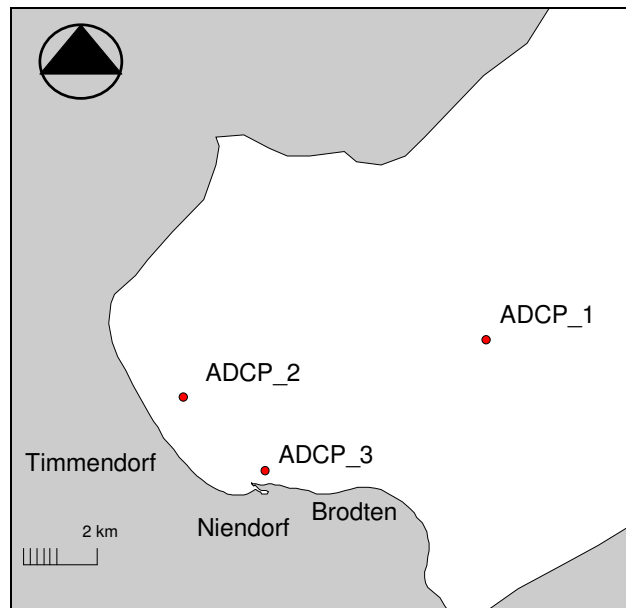 ADCP_1
ADCP_2
ADCP_3
Timmendorf
Brodten
Niendorf
2 km